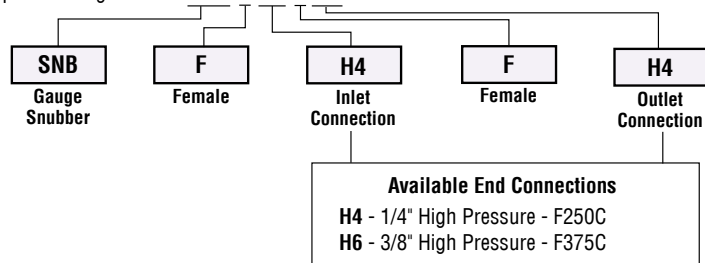 SNB
F
H4
F
H4
Gauge
Snubber
Female
Inlet
Connection
Female
Outlet
Connection
Available End Connections
H4 - 1/4" High Pressure - F250C
H6 - 3/8" High Pressure - F375C